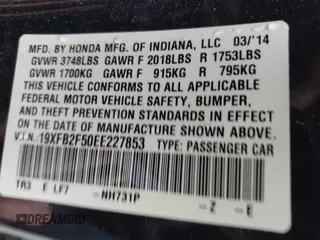 MFD. BY HONDA MFG. OF INDIANA, LLC 03/'14
GVWR 3748LBS GAWR F 2018LBS R 1753LBS
GVWR 1700KG GAWR F 915KG R 795KG
THIS VEHICLE CONFORMS TO ALL APPLICABLE
FEDERAL MOTOR VEHICLE SAFETY, BUMPER,
AND THEFT PREVENTION STANDARDS IN EFFECT
ON THE DATE OF MANUFACTURE SHOWN ABOVE.
V.I.N.:19XFB2F50EE227853 TYPE: PASSENGER CAR
TR3 E LF7 NH731P Z E
DREAMBID